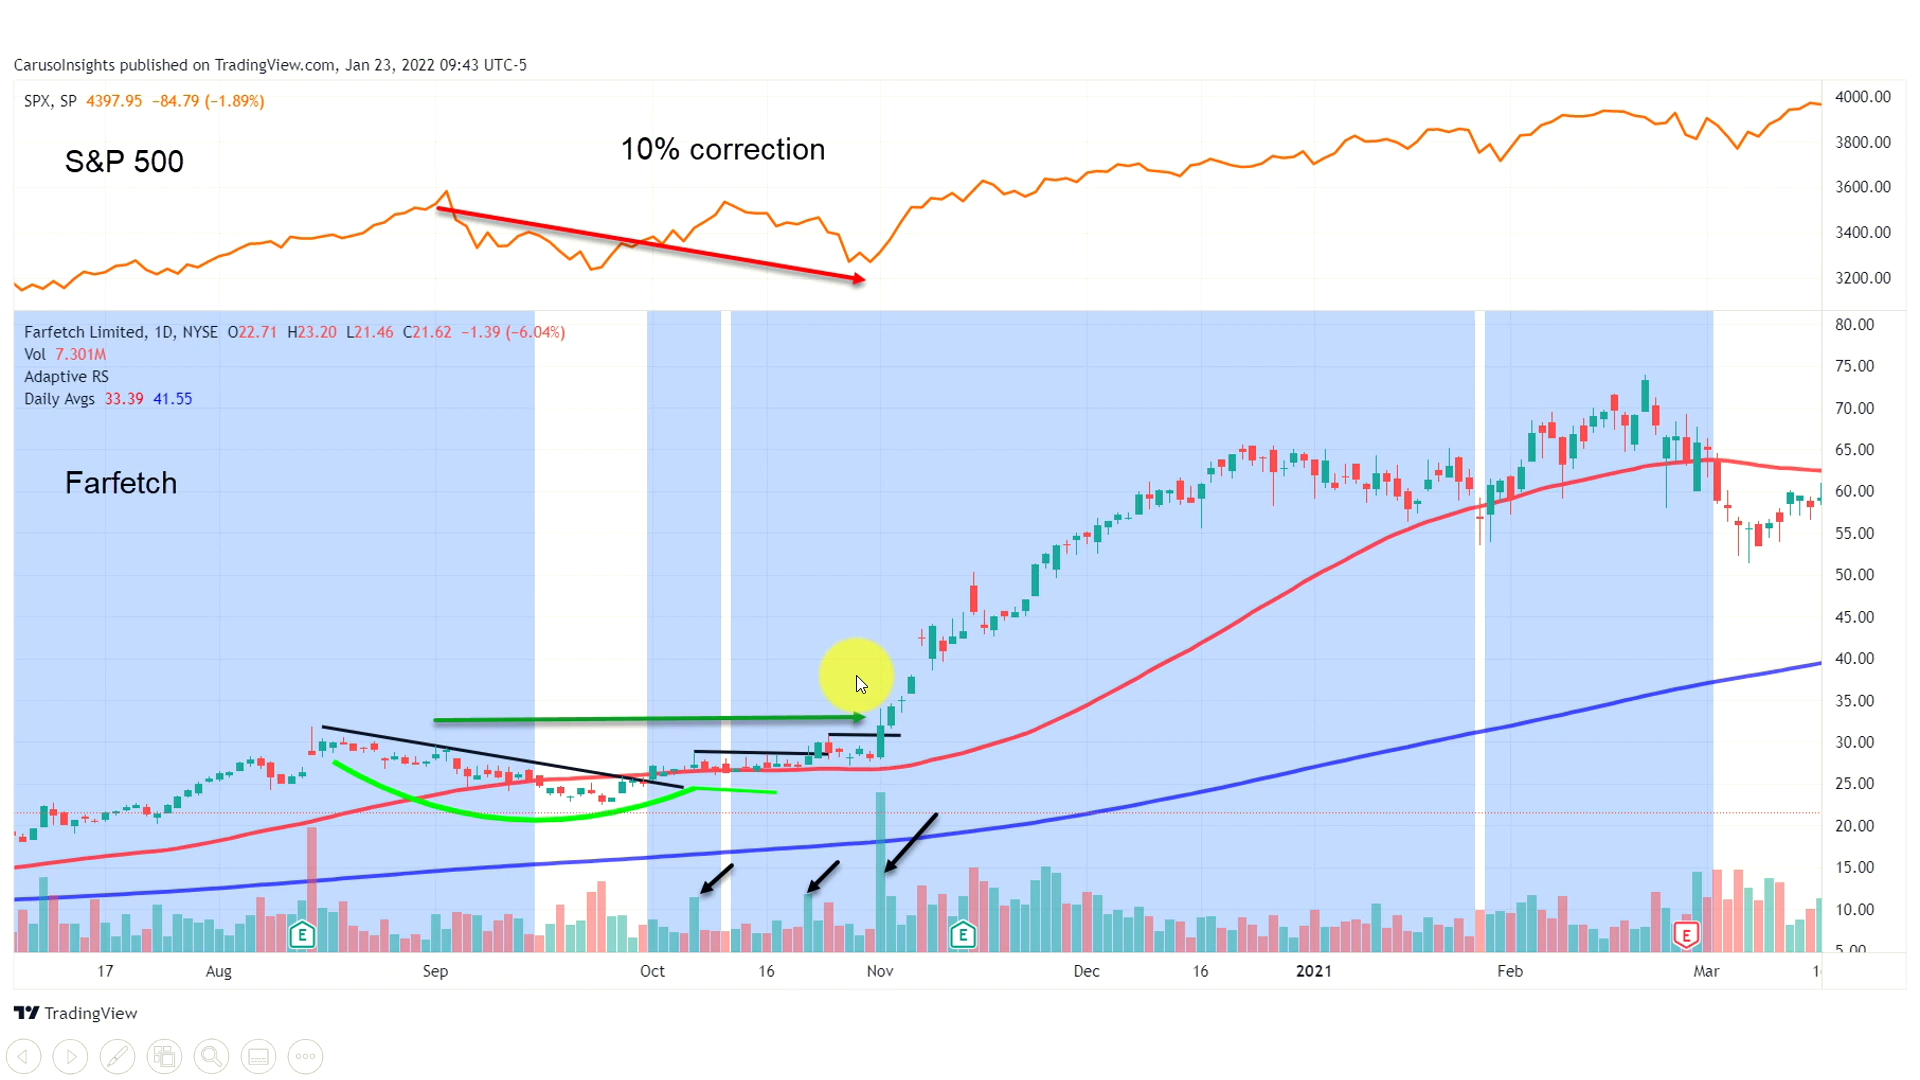 CarusoInsights published on TradingView.com, Jan 23, 2022 09:43 UTC-5
SPX, SP 4397.95 −84.79 (−1.89%)
S&P 500
10% correction
4000.00
3800.00
3600.00
3400.00
3200.00
Farfetch Limited, 1D, NYSE O22.71 H23.20 L21.46 C21.62 −1.39 (−6.04%)
Vol 7.301M
Adaptive RS
Daily Avgs 33.39 41.55
Farfetch
80.00
75.00
70.00
65.00
60.00
55.00
50.00
45.00
40.00
35.00
30.00
25.00
20.00
15.00
10.00
5.00
E E E
17 Aug Sep Oct 16 Nov Dec 16 2021 Feb Mar
TradingView